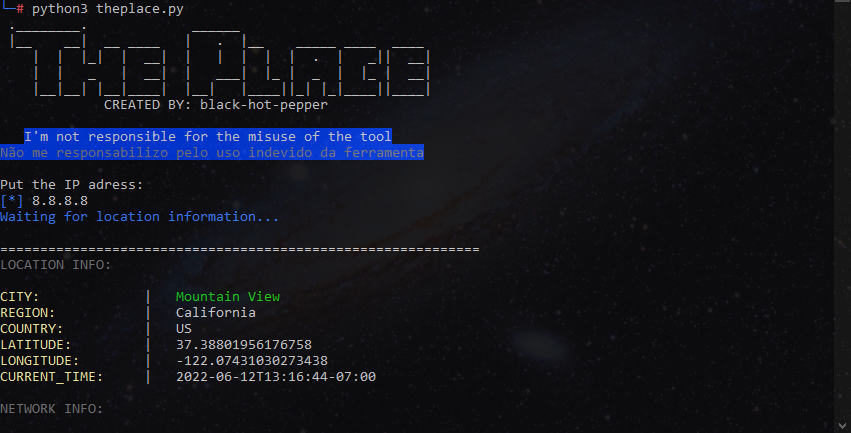 └─# python3 theplace.py
ThePlace
CREATED BY: black-hot-pepper
I'm not responsible for the misuse of the tool
Não me responsabilizo pelo uso indevido da ferramenta
Put the IP adress:
[*] 8.8.8.8
Waiting for location information...
============================================================
LOCATION INFO:
CITY: | Mountain View
REGION: | California
COUNTRY: | US
LATITUDE: | 37.38801956176758
LONGITUDE: | -122.07431030273438
CURRENT_TIME: | 2022-06-12T13:16:44-07:00
NETWORK INFO: